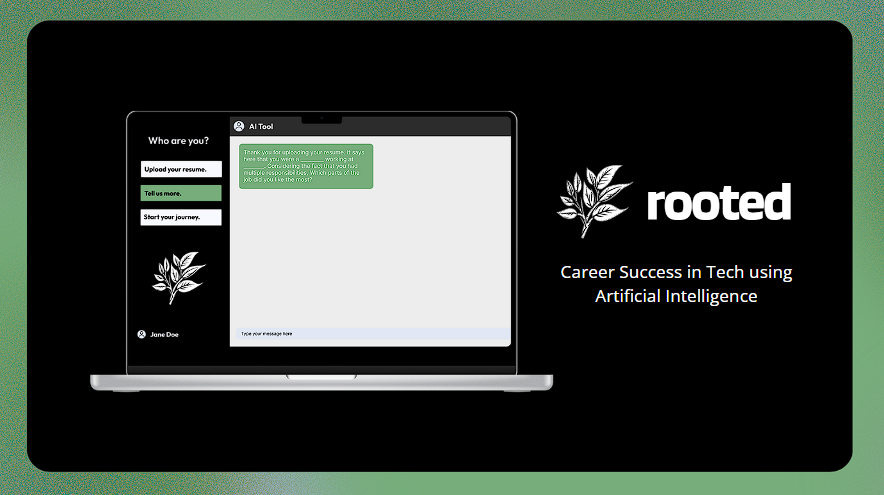 Who are you?
Upload your resume.
Tell us more.
Start your journey.
Jane Doe
AI Tool
Thank you for uploading your resume. It says
here that you were a ________ working at
________. Considering the fact that you had
multiple responsibilities. Which parts of the
job did you like the most?
Type your message here
rooted
Career Success in Tech using
Artificial Intelligence